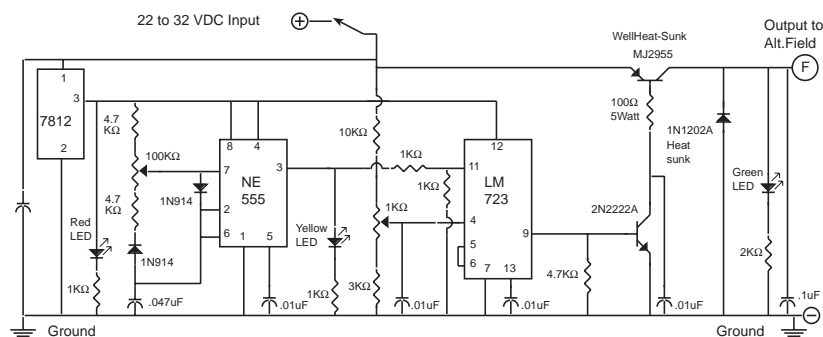 22 to 32 VDC Input
+
WellHeat-Sunk
MJ2955
Output to
Alt.Field
F
1
3
7812
2
4.7
KΩ
100KΩ
4.7
KΩ
1N914
1N914
Red
LED
1KΩ
.047uF
8
4
7
NE
555
3
2
6
1
5
.01uF
Yellow
LED
1KΩ
10KΩ
1KΩ
1KΩ
1KΩ
3KΩ
.01uF
12
11
LM
723
4
5
6
9
7
13
.01uF
4.7KΩ
100Ω
5Watt
2N2222A
.01uF
1N1202A
Heat
sunk
Green
LED
2KΩ
.1uF
−
Ground
Ground